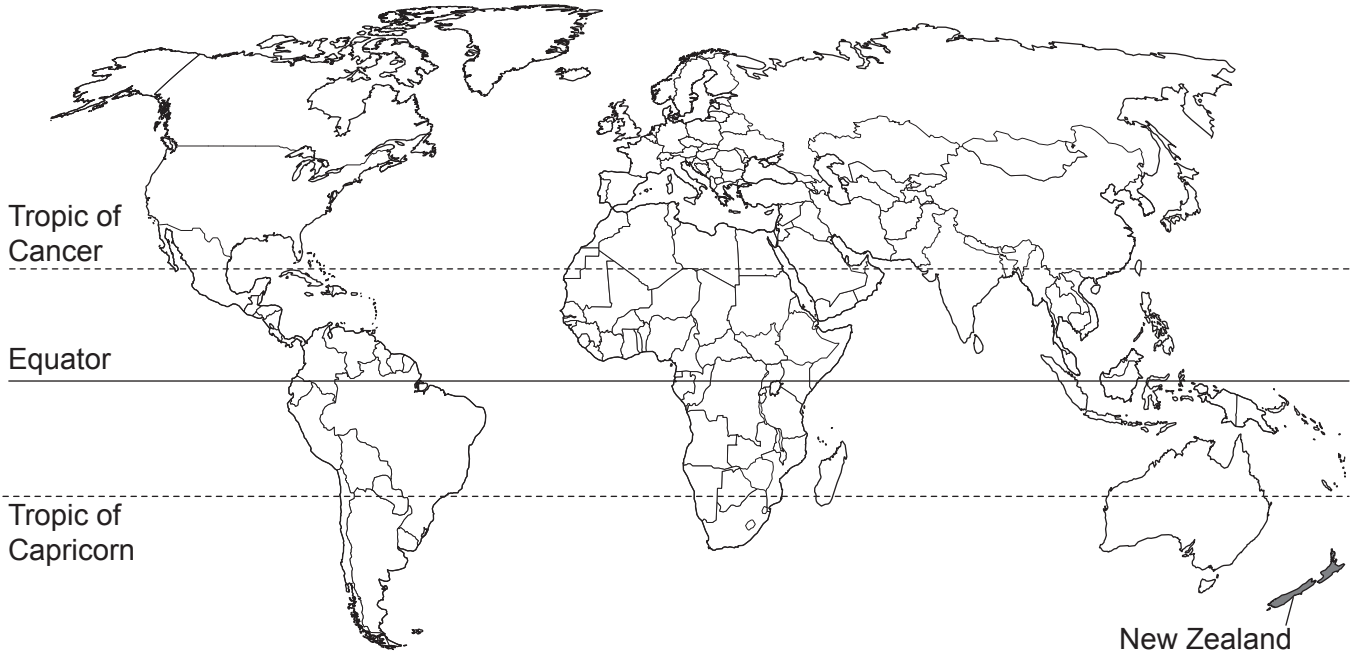 Tropic of
Cancer
Equator
Tropic of
Capricorn
New Zealand